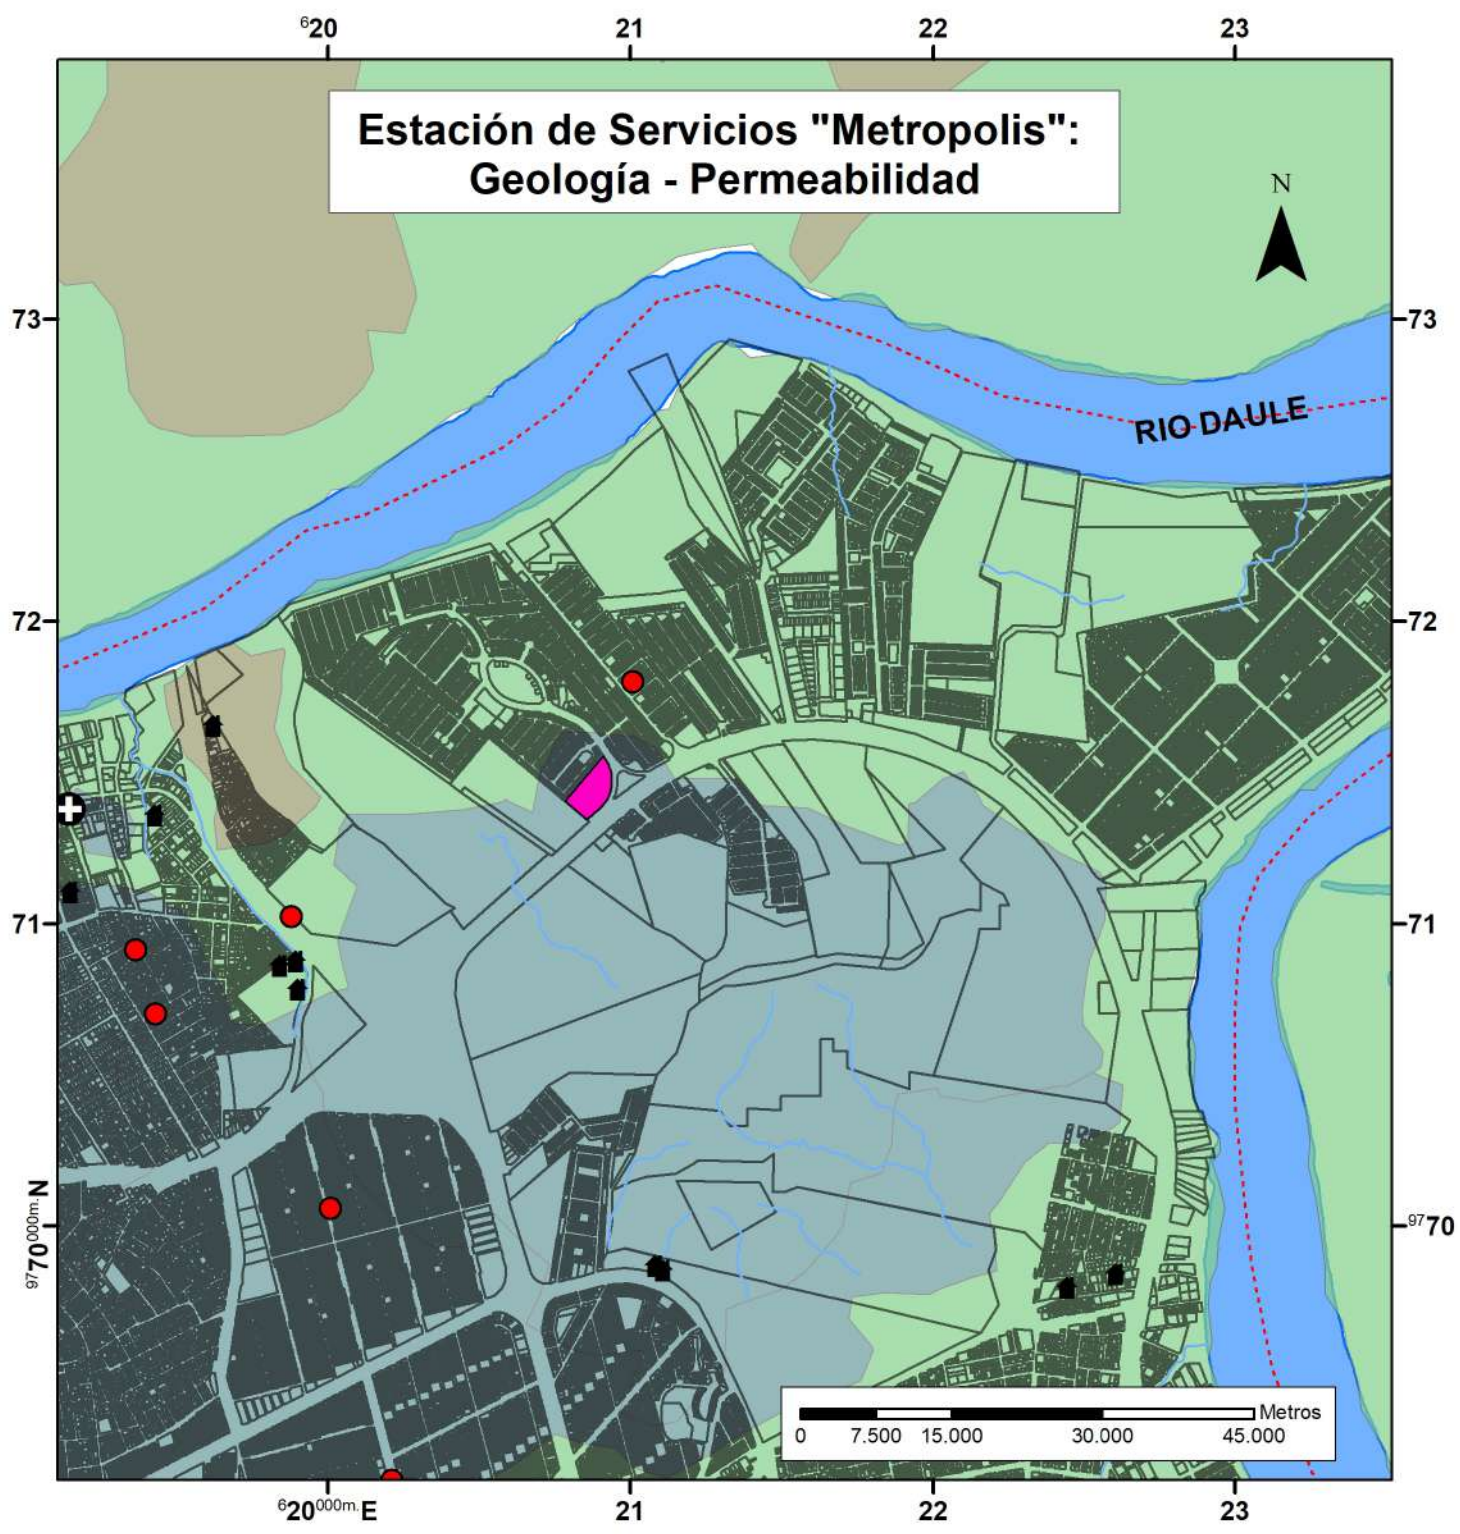 620 21 22 23
Estación de Servicios "Metropolis":
Geología - Permeabilidad
N
73 73
RIO DAULE
72 72
71 71
9770000m.N 9770
Metros
0 7.500 15.000 30.000 45.000
620000m.E 21 22 23